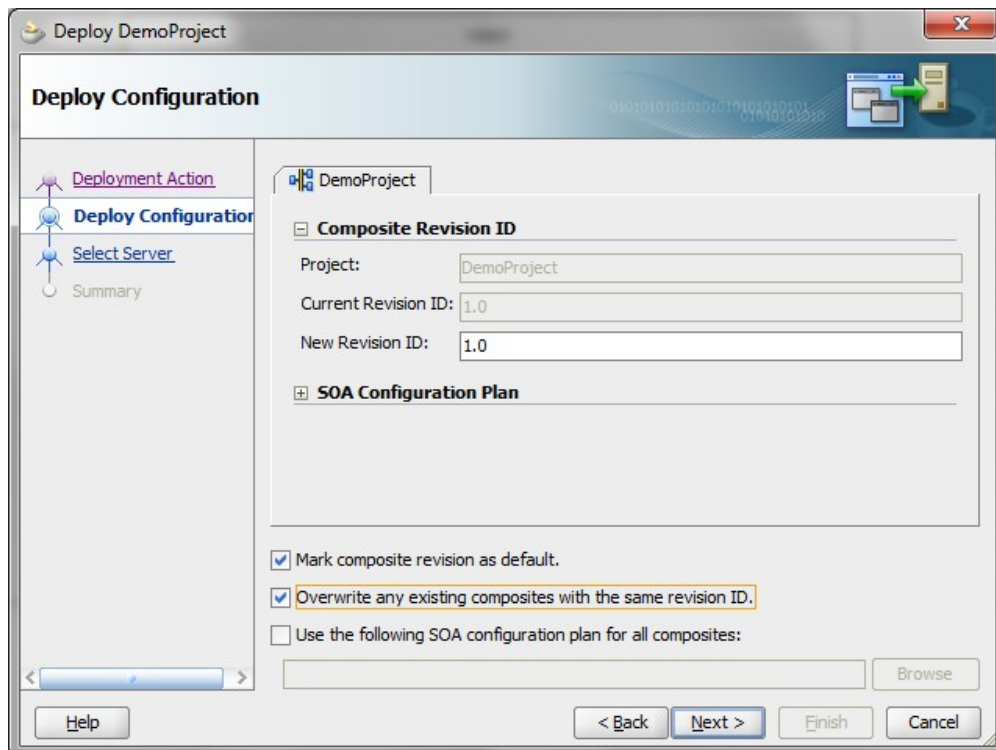 Deploy DemoProject
Deploy Configuration
010101010101010101010101
01010101010
Deployment Action
Deploy Configuration
Select Server
Summary
DemoProject
Composite Revision ID
Project: DemoProject
Current Revision ID: 1.0
New Revision ID: 1.0
SOA Configuration Plan
Mark composite revision as default.
Overwrite any existing composites with the same revision ID.
Use the following SOA configuration plan for all composites:
Browse
Help < Back Next > Finish Cancel